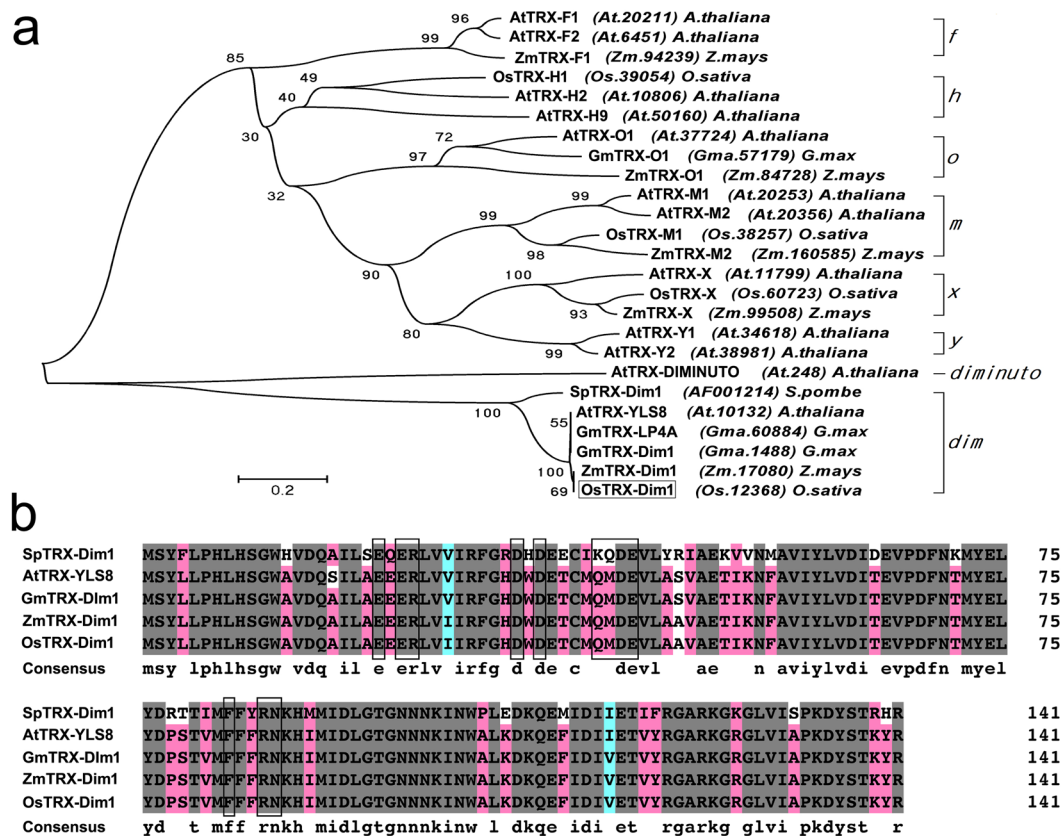 a
96 AtTRX-F1 (At.20211) A.thaliana
99 AtTRX-F2 (At.6451) A.thaliana f
85 ZmTRX-F1 (Zm.94239) Z.mays
49 OsTRX-H1 (Os.39054) O.sativa
40 AtTRX-H2 (At.10806) A.thaliana h
30 AtTRX-H9 (At.50160) A.thaliana
72 AtTRX-O1 (At.37724) A.thaliana
97 GmTRX-O1 (Gma.57179) G.max o
32 ZmTRX-O1 (Zm.84728) Z.mays
99 AtTRX-M1 (At.20253) A.thaliana
99 AtTRX-M2 (At.20356) A.thaliana m
OsTRX-M1 (Os.38257) O.sativa
98 ZmTRX-M2 (Zm.160585) Z.mays
90 100 AtTRX-X (At.11799) A.thaliana
OsTRX-X (Os.60723) O.sativa x
93 ZmTRX-X (Zm.99508) Z.mays
80 AtTRX-Y1 (At.34618) A.thaliana y
99 AtTRX-Y2 (At.38981) A.thaliana
AtTRX-DIMINUTO (At.248) A.thaliana diminuto
SpTRX-Dim1 (AF001214) S.pombe
100 55 AtTRX-YLS8 (At.10132) A.thaliana
GmTRX-LP4A (Gma.60884) G.max dim
GmTRX-Dim1 (Gma.1488) G.max
100 ZmTRX-Dim1 (Zm.17080) Z.mays
69 OsTRX-Dim1 (Os.12368) O.sativa
0.2
b
SpTRX-Dim1 MSYFLPHLHSGWHVDQAILSEQERLVVIRFGRDHDEECIKQDEVLYRIAEKVVNMAVIYLVDIDEVPDFNKMYEL 75
AtTRX-YLS8 MSYLLPHLHSGWAVDQSILAEEERLVVIRFGHDWDETCMQMDEVLASVAETIKNFAVIYLVDITEVPDFNTMYEL 75
GmTRX-DIm1 MSYLLPHLHSGWAVDQAILAEEERLVIIRFGHDWDETCMQMDEVLASVAETIKNFAVIYLVDITEVPDFNTMYEL 75
ZmTRX-Dim1 MSYLLPHLHSGWAVDQAILAEEERLVIIRFGHDWDETCMQMDEVLAAVAETIKNFAVIYLVDITEVPDFNTMYEL 75
OsTRX-Dim1 MSYLLPHLHSGWAVDQAILAEEERLVIIRFGHDWDETCMQMDEVLAAVAETIKNFAVIYLVDITEVPDFNTMYEL 75
Consensus msy lphlhsgw vdq il e erlv irfg d de c devl ae n aviylvdi evpdfn myel
SpTRX-Dim1 YDRTTIMFFYRNKHMMIDLGTGNNNKINWPLEDKQEMIDIIETIFRGARKGKGLVISPKDYSTRHR 141
AtTRX-YLS8 YDPSTVMFFFRNKHIMIDLGTGNNNKINWALKDKQEFIDIIETVYRGARKGRGLVIAPKDYSTKYR 141
GmTRX-DIm1 YDPSTVMFFFRNKHIMIDLGTGNNNKINWALKDKQEFIDIVETVYRGARKGRGLVIAPKDYSTKYR 141
ZmTRX-Dim1 YDPSTVMFFFRNKHIMIDLGTGNNNKINWALKDKQEFIDIVETVYRGARKGRGLVIAPKDYSTKYR 141
OsTRX-Dim1 YDPSTVMFFFRNKHIMIDLGTGNNNKINWALKDKQEFIDIVETVYRGARKGRGLVIAPKDYSTKYR 141
Consensus yd t mff rnkh midlgtgnnnkinw l dkqe idi et rgarkg glvi pkdyst r